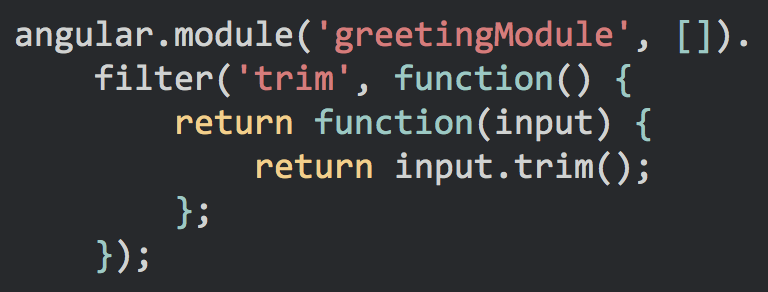 angular.module('greetingModule', []).
    filter('trim', function() {
        return function(input) {
            return input.trim();
        };
    });